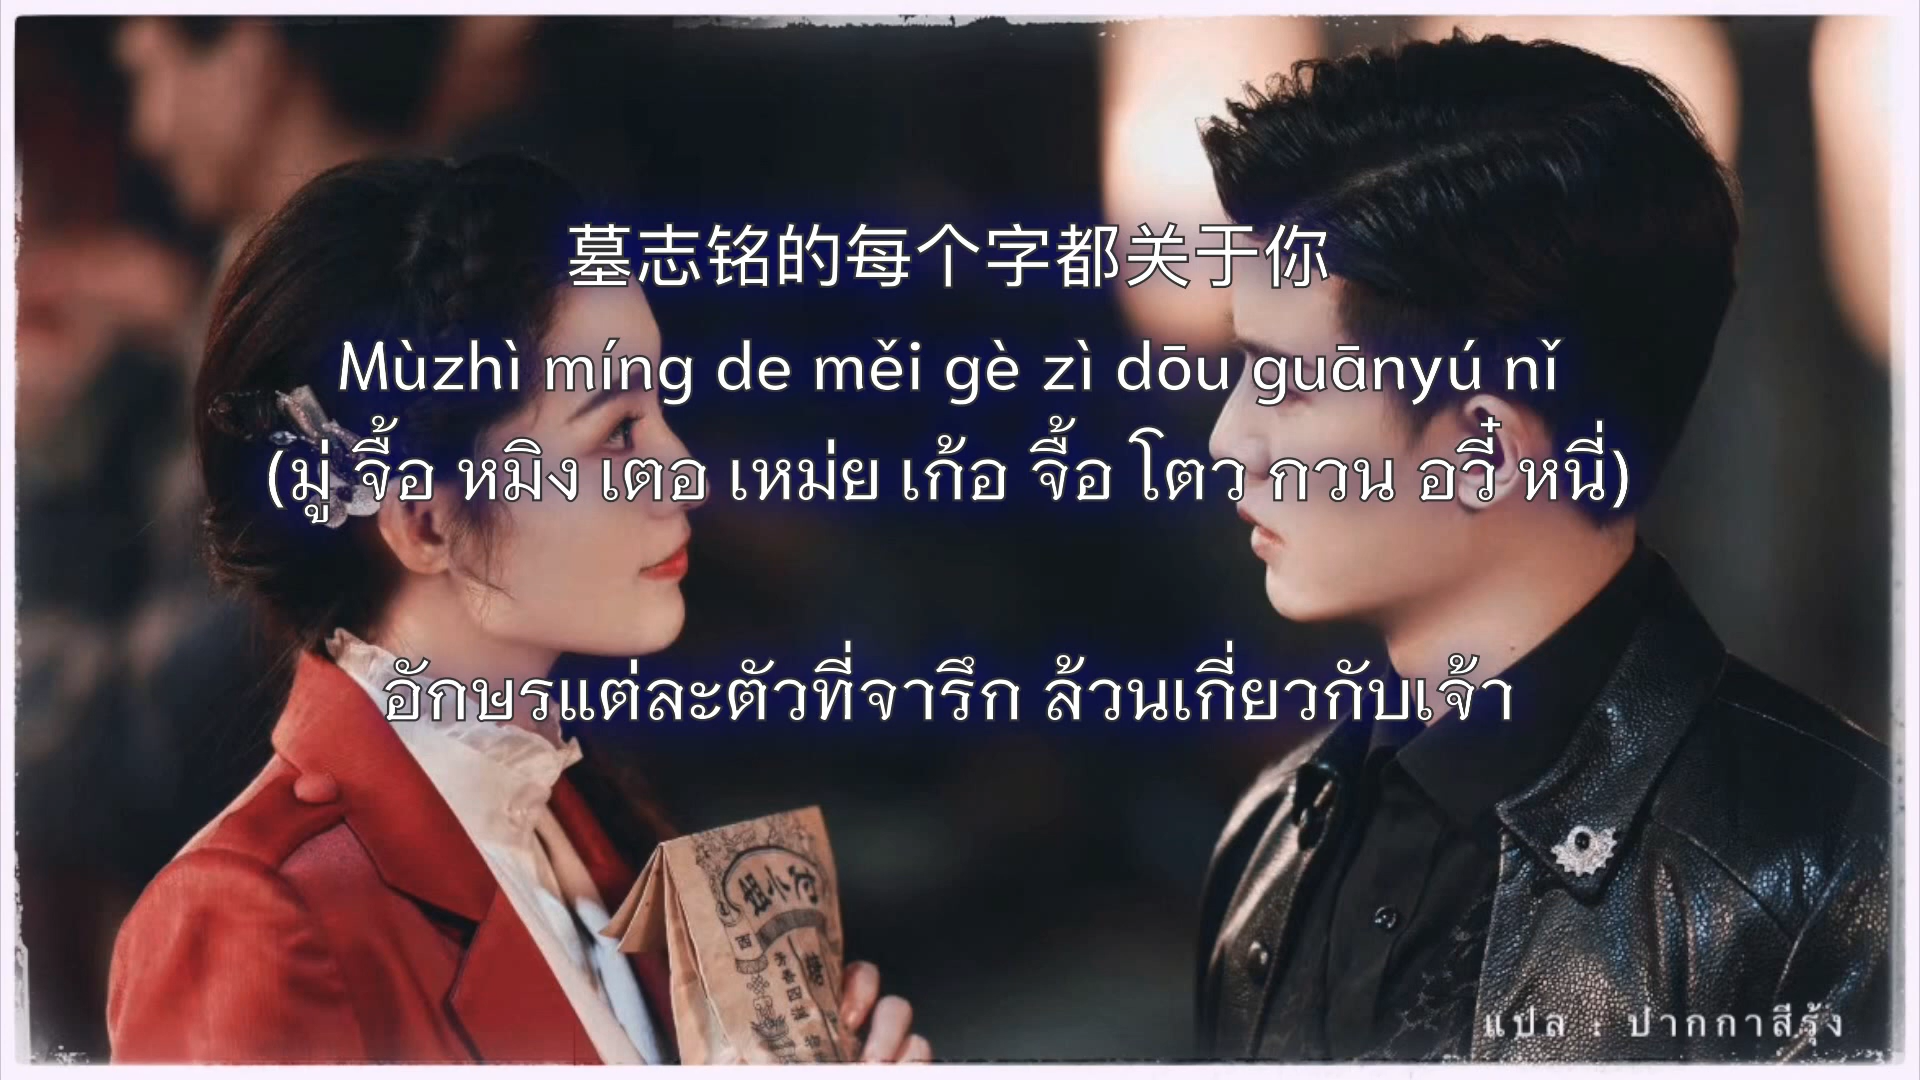 墓志铭的每个字都关于你
Mùzhì míng de měi gè zì dōu guānyú nǐ
(มู่ จื้อ หมิง เตอ เหม่ย เก้อ จื้อ โตว กวน อวี๋ หนี่)
อักษรแต่ละตัวที่จารึก ล้วนเกี่ยวกับเจ้า
แปล : ปากกาสีรุ้ง